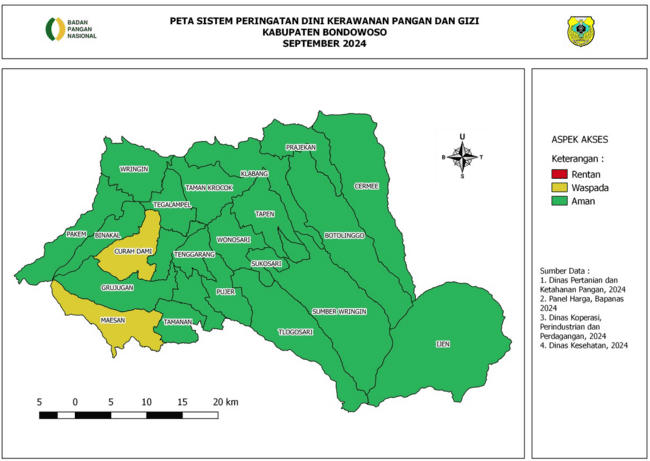 BADAN
PANGAN
NASIONAL
PETA SISTEM PERINGATAN DINI KERAWANAN PANGAN DAN GIZI
KABUPATEN BONDOWOSO
SEPTEMBER 2024
U
B
T
S
PRAJEKAN
WRINGIN
KLABANG
TAMAN KROCOK
CERMEE
TEGALAMPEL
TAPEN
PAKEM
BINAKAL
BOTOLINGGO
WONOSARI
CURAH DAMI
TENGGARANG
SUKOSARI
GRUJUGAN
PUJER
SUMBER WRINGIN
MAESAN
TAMANAN
TLOGOSARI
IJEN
5 0 5 10 15 20 km
ASPEK AKSES
Keterangan :
Rentan
Waspada
Aman
Sumber Data :
1. Dinas Pertanian dan
Ketahanan Pangan, 2024
2. Panel Harga, Bapanas
2024
3. Dinas Koperasi,
Perindustrian dan
Perdagangan, 2024
4. Dinas Kesehatan, 2024